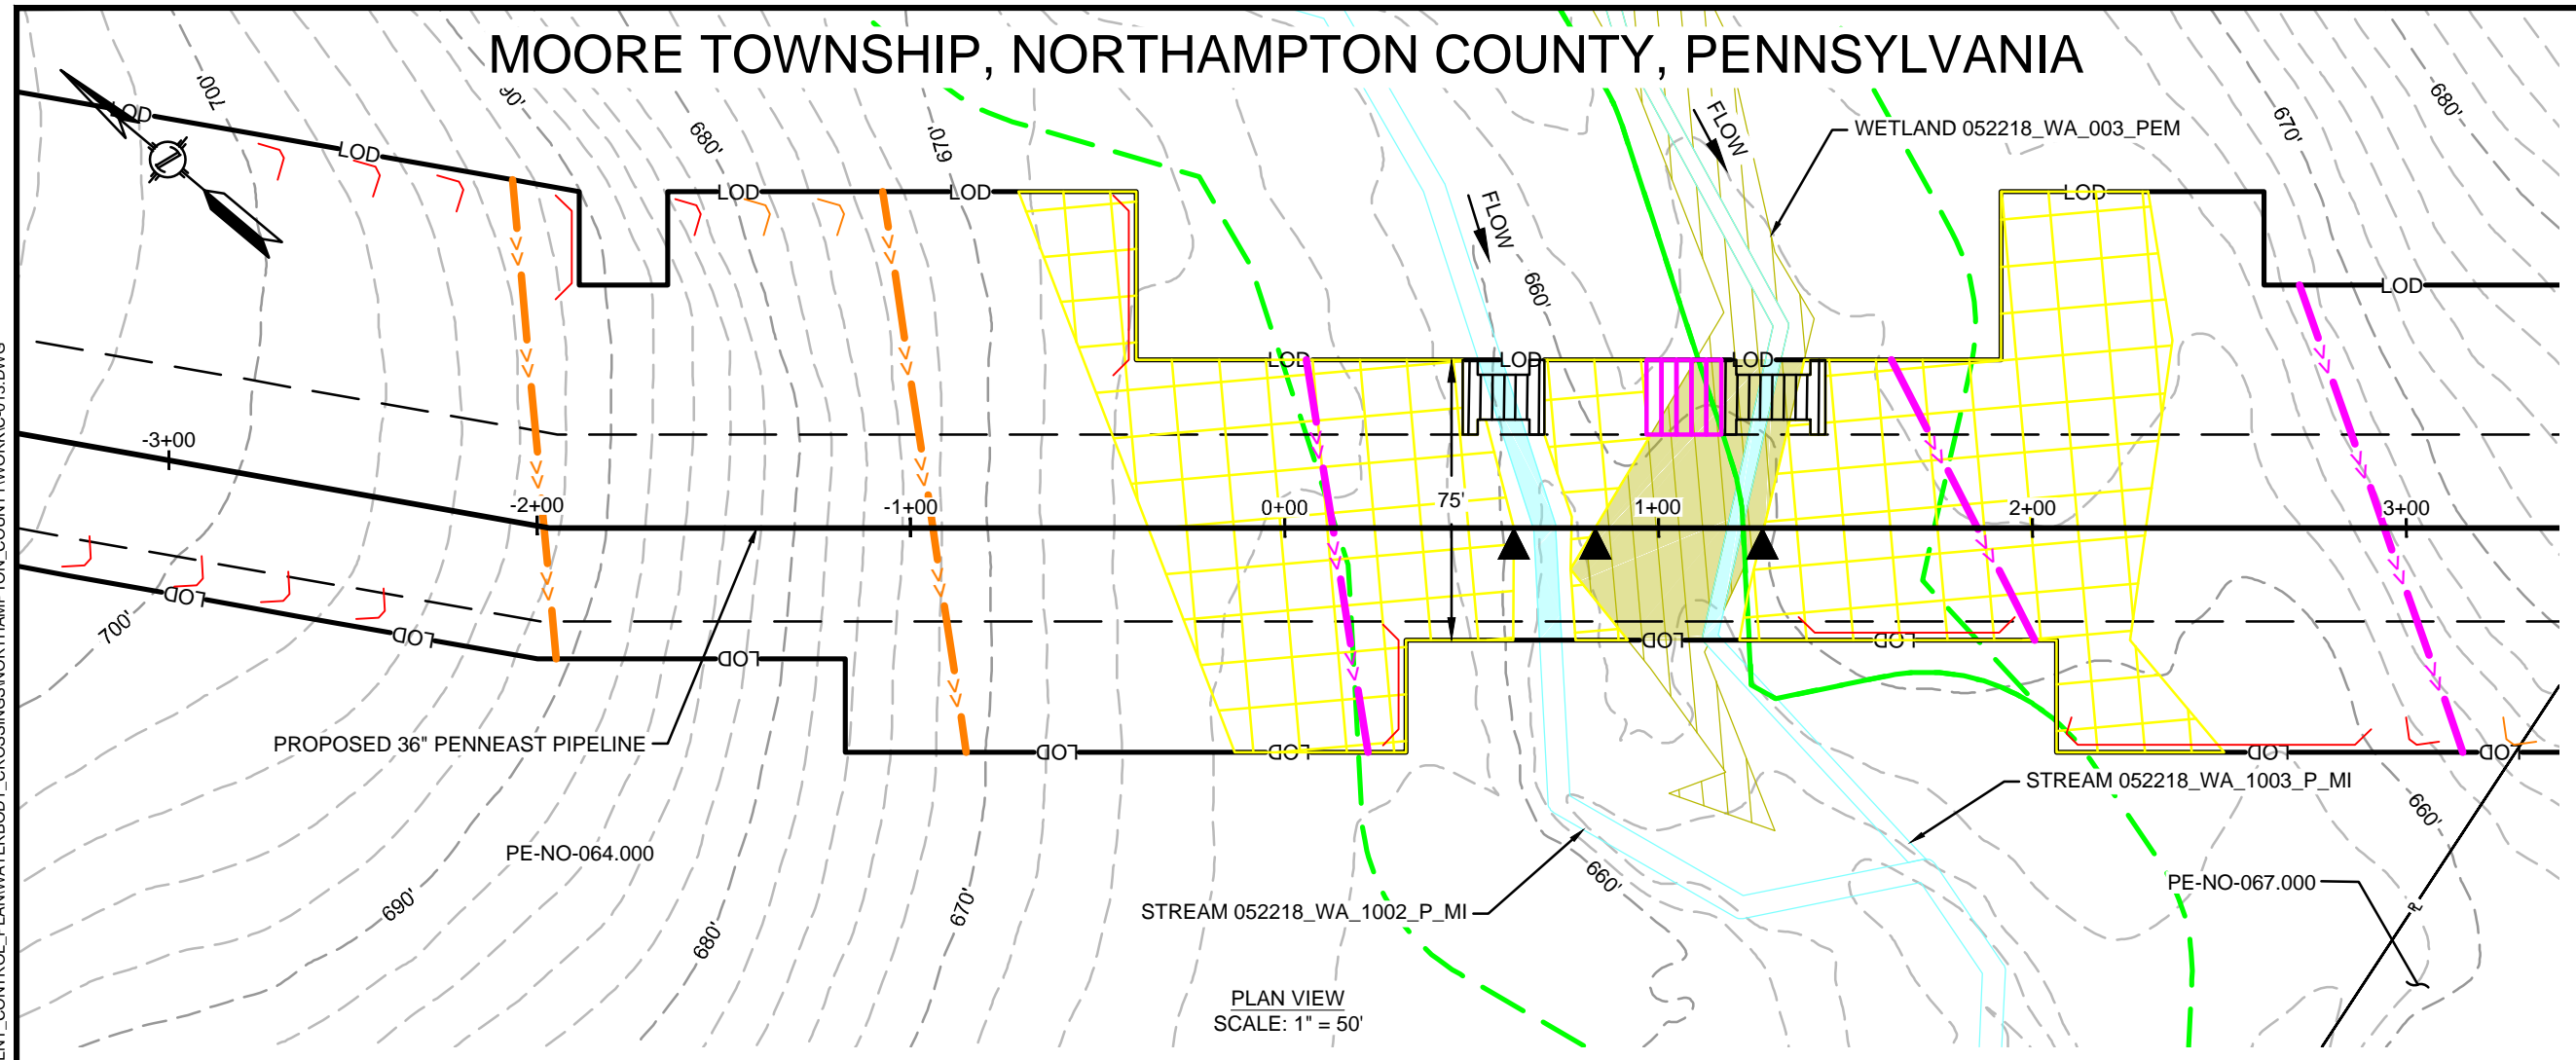 MOORE TOWNSHIP, NORTHAMPTON COUNTY, PENNSYLVANIA
LOD
700'
LOD
680'
LOD
670'
LOD
FLOW
FLOW
WETLAND 052218_WA_003_PEM
LOD
670'
680'
LOD
660'
LOD
LOD
LOD
-3+00
-2+00
-1+00
0+00
75'
1+00
2+00
3+00
LOD
700'
LOD
LOD
LOD
LOD
LOD
LOD
LOD
LOD
PROPOSED 36" PENNEAST PIPELINE
STREAM 052218_WA_1003_P_MI
660'
PE-NO-064.000
660'
PE-NO-067.000
690'
680'
670'
STREAM 052218_WA_1002_P_MI
PLAN VIEW
SCALE: 1" = 50'